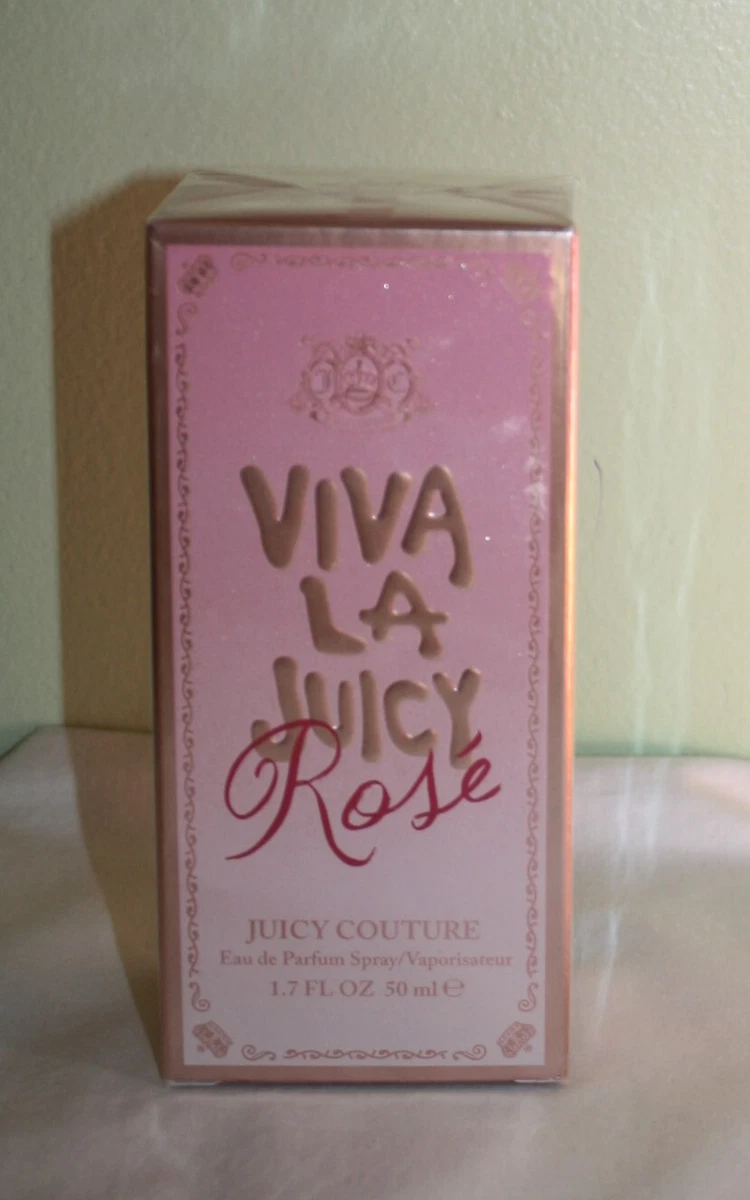 VIVA
LA
JUICY
Rosé
JUICY COUTURE
Eau de Parfum Spray/Vaporisateur
1.7 FL OZ 50 ml ℮